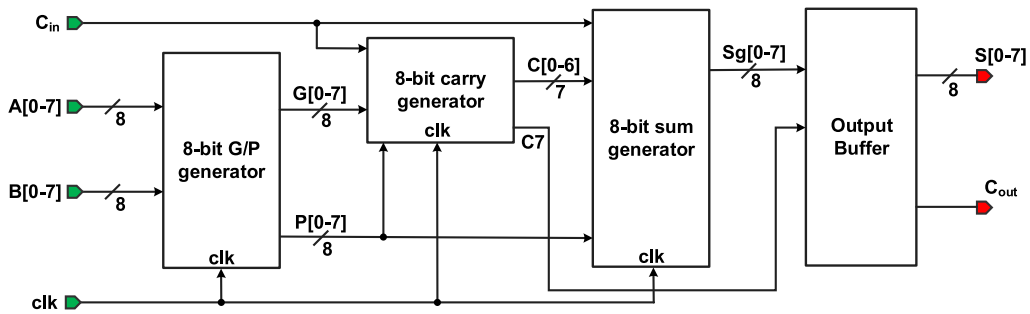 C_in
A[0-7]
8
B[0-7]
8
clk
8-bit G/P
generator
clk
G[0-7]
8
P[0-7]
8
8-bit carry
generator
clk
C[0-6]
7
C7
8-bit sum
generator
clk
Sg[0-7]
8
Output
Buffer
S[0-7]
8
C_out